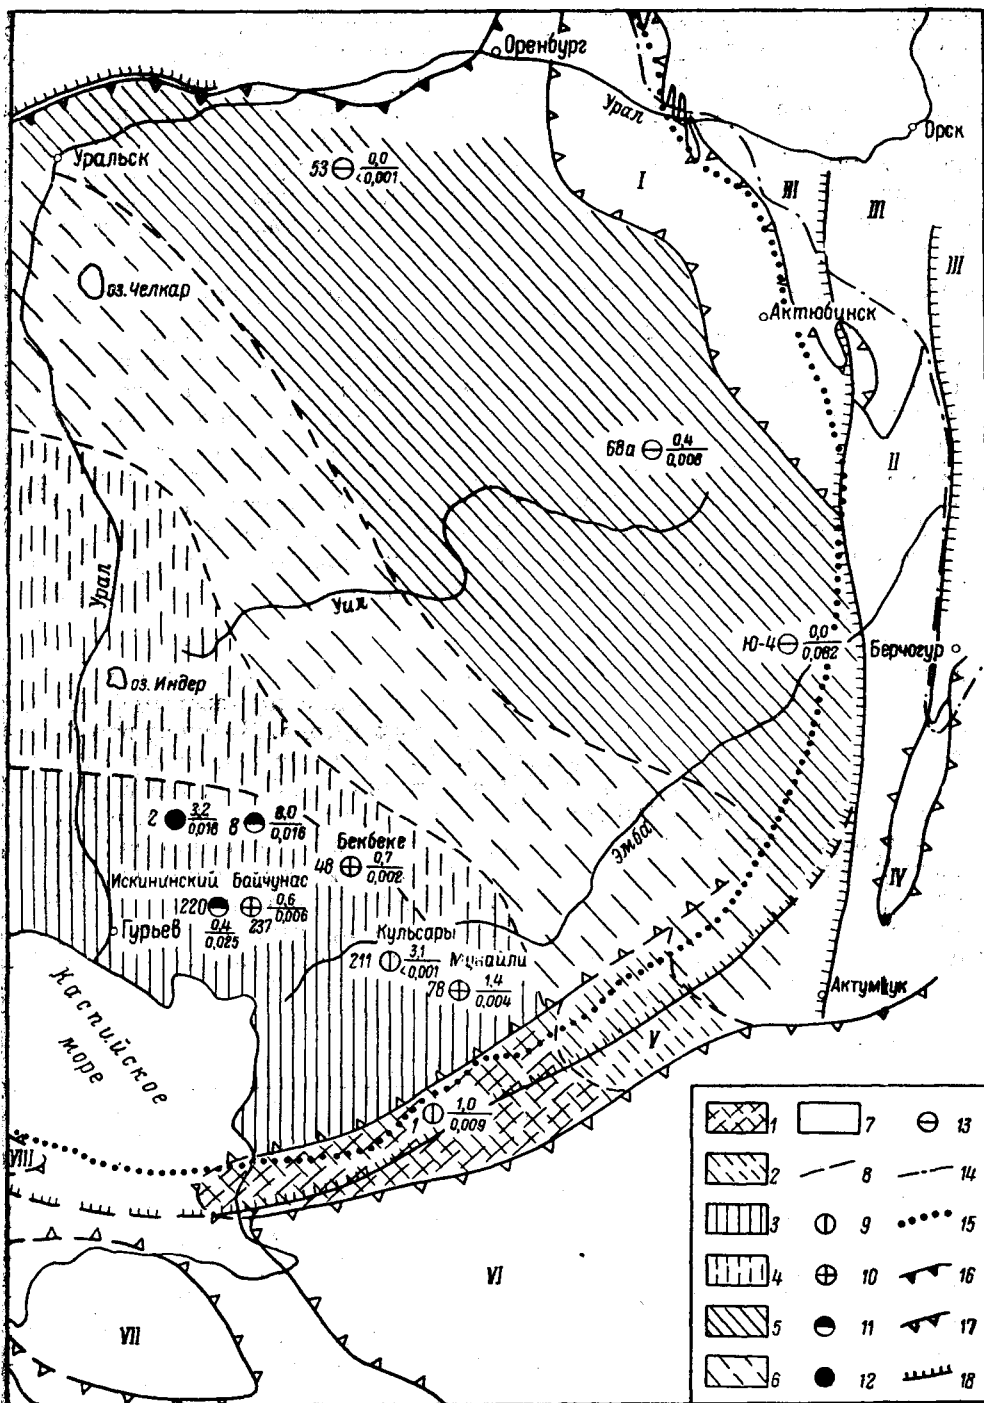 Оренбург
Урал
Орск
Уральск
53 0,0
<0,001
I
III
III
III
оз. Челкар
Актюбинск
68а 0,4
0,008
II
Урал
Уил
Ю-4 0,0
0,082
Берчогур
оз. Индер
2 3,2
0,016
8 8,0
0,016
Бекбеке
48 0,7
0,002
Эмба
Искининский
Байчунас
220 0,4
0,025
237 0,6
0,006
IV
Гурьев
Кульсары
211 3,1
<0,001
Мунайли
78 1,4
0,004
Актумкук
Каспийское
море
V
1 1,0
0,009
VIII
VI
VII
1 7 13
2 8 14
3 9 15
4 10 16
5 11 17
6 12 18